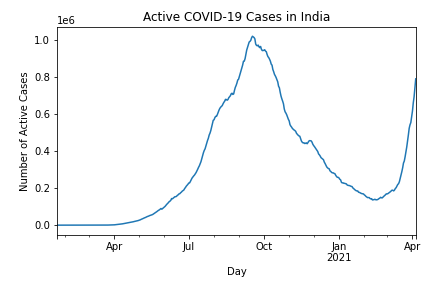 Active COVID-19 Cases in India
1e6
1.0
0.8
0.6
0.4
0.2
0.0
Number of Active Cases
Apr
Jul
Oct
Jan
2021
Apr
Day